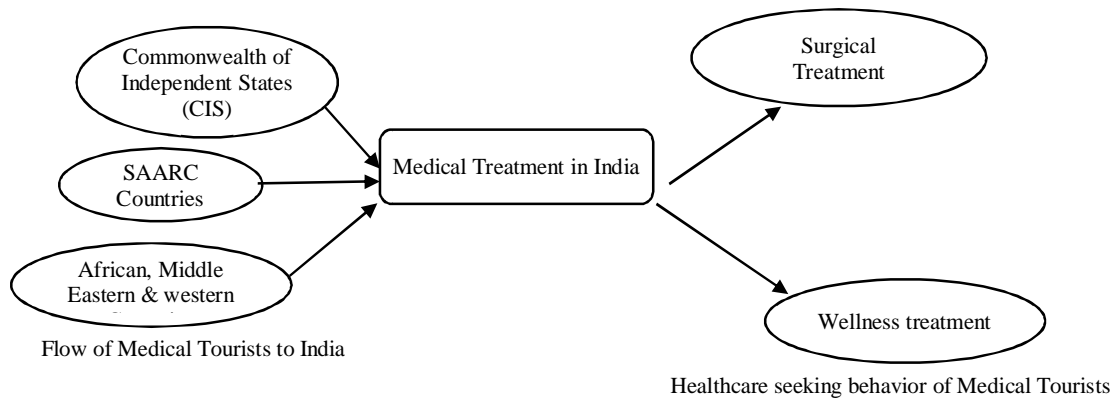 Commonwealth of
Independent States
(CIS)
SAARC
Countries
African, Middle
Eastern & western
Flow of Medical Tourists to India
Medical Treatment in India
Surgical
Treatment
Wellness treatment
Healthcare seeking behavior of Medical Tourists